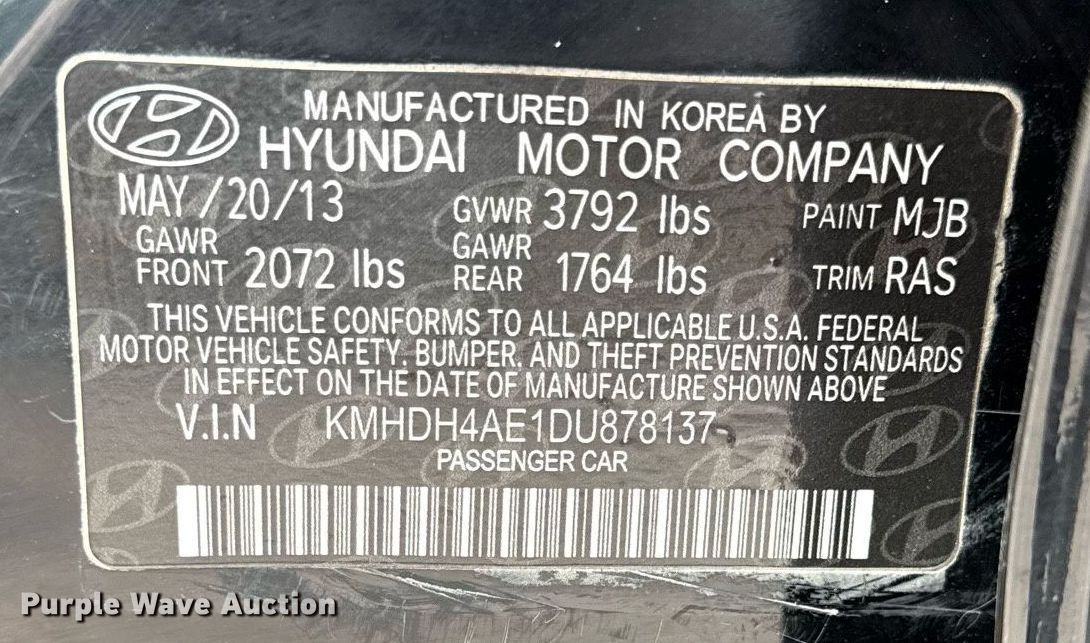 MANUFACTURED IN KOREA BY
HYUNDAI MOTOR COMPANY
MAY/20/13 GVWR 3792 lbs PAINT MJB
GAWR FRONT 2072 lbs GAWR REAR 1764 lbs TRIM RAS
THIS VEHICLE CONFORMS TO ALL APPLICABLE U.S.A. FEDERAL
MOTOR VEHICLE SAFETY. BUMPER. AND THEFT PREVENTION STANDARDS
IN EFFECT ON THE DATE OF MANUFACTURE SHOWN ABOVE
V.I.N KMHDH4AE1DU878137
PASSENGER CAR
Purple Wave Auction